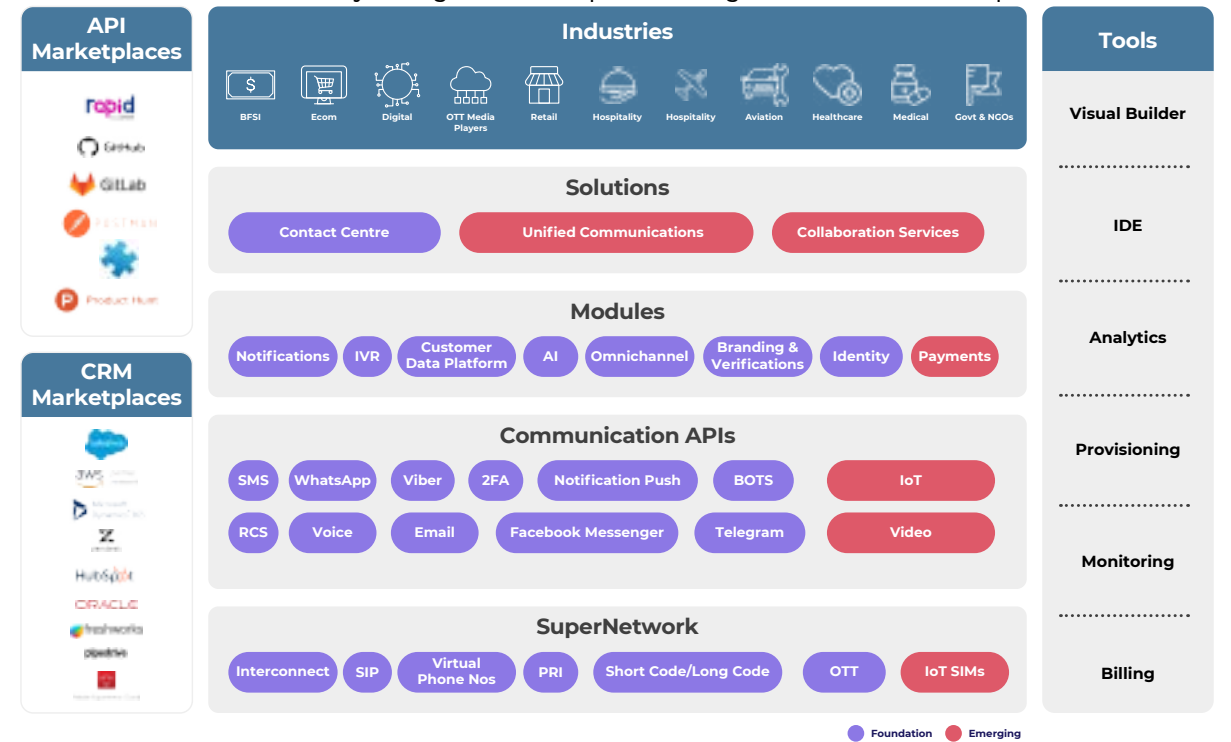 API
Marketplaces
rapid
GitHub
GitLab
POSTMAN
Product Hunt
CRM
Marketplaces
aws
HubSpot
ORACLE
freshworks
pipedrive
Industries
$
BFSI
Ecom
Digital
OTT Media
Players
Retail
Hospitality
Hospitality
Aviation
Healthcare
Medical
Govt & NGOs
Solutions
Contact Centre
Unified Communications
Collaboration Services
Modules
Notifications
IVR
Customer
Data Platform
AI
Omnichannel
Branding &
Verifications
Identity
Payments
Communication APIs
SMS
WhatsApp
Viber
2FA
Notification Push
BOTS
IoT
RCS
Voice
Email
Facebook Messenger
Telegram
Video
SuperNetwork
Interconnect
SIP
Virtual
Phone Nos
PRI
Short Code/Long Code
OTT
IoT SIMs
Tools
Visual Builder
IDE
Analytics
Provisioning
Monitoring
Billing
Foundation
Emerging